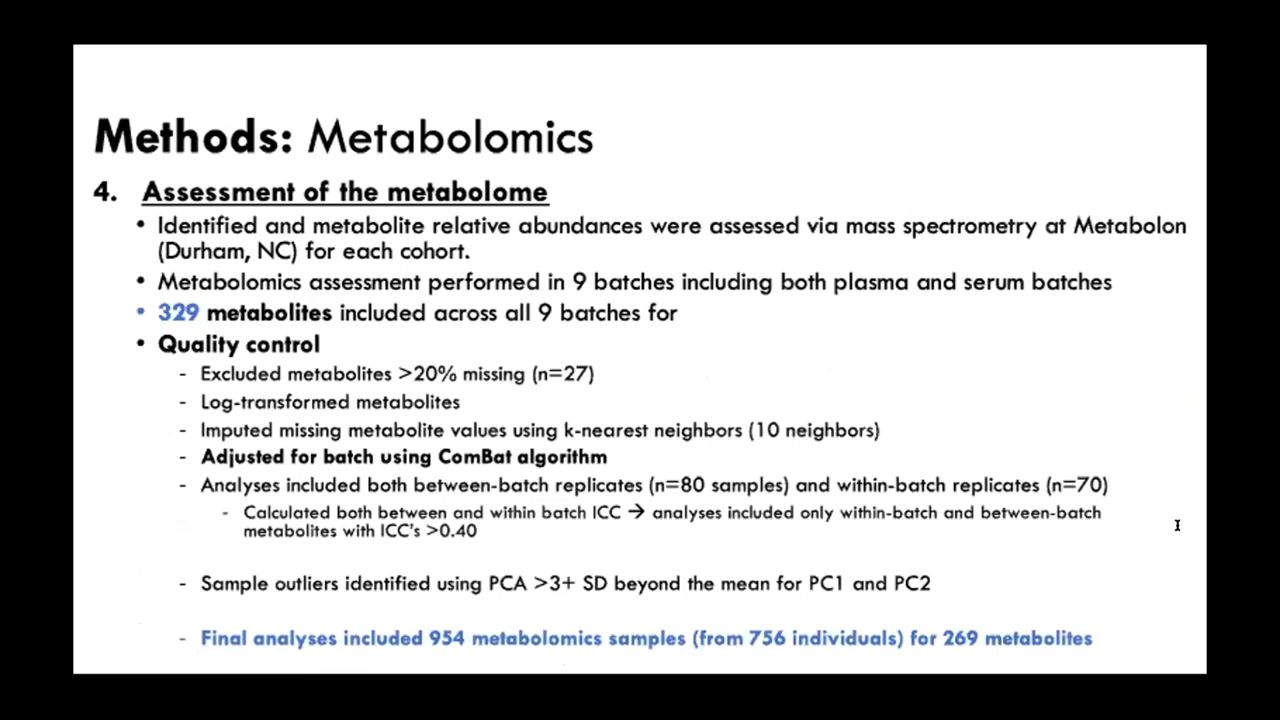 Methods: Metabolomics
4. Assessment of the metabolome
• Identified and metabolite relative abundances were assessed via mass spectrometry at Metabolon
(Durham, NC) for each cohort.
• Metabolomics assessment performed in 9 batches including both plasma and serum batches
• 329 metabolites included across all 9 batches for
• Quality control
- Excluded metabolites >20% missing (n=27)
- Log-transformed metabolites
- Imputed missing metabolite values using k-nearest neighbors (10 neighbors)
- Adjusted for batch using ComBat algorithm
- Analyses included both between-batch replicates (n=80 samples) and within-batch replicates (n=70)
- Calculated both between and within batch ICC → analyses included only within-batch and between-batch
metabolites with ICC's >0.40
- Sample outliers identified using PCA >3+ SD beyond the mean for PC1 and PC2
- Final analyses included 954 metabolomics samples (from 756 individuals) for 269 metabolites